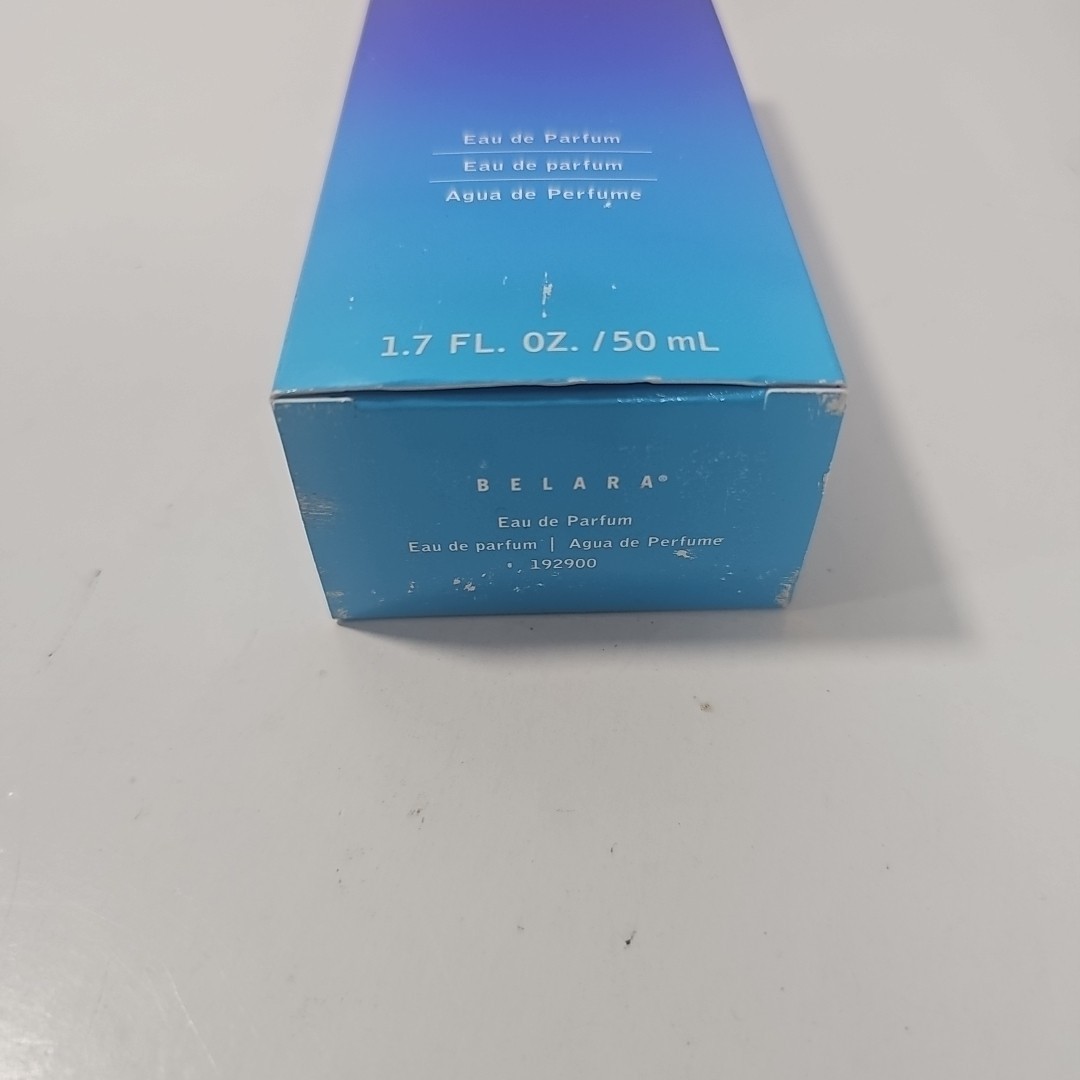 Eau de Parfum
Eau de parfum
Agua de Perfume
1.7 FL. OZ. / 50 mL
BELARA®
Eau de Parfum
Eau de parfum | Agua de Perfume
192900